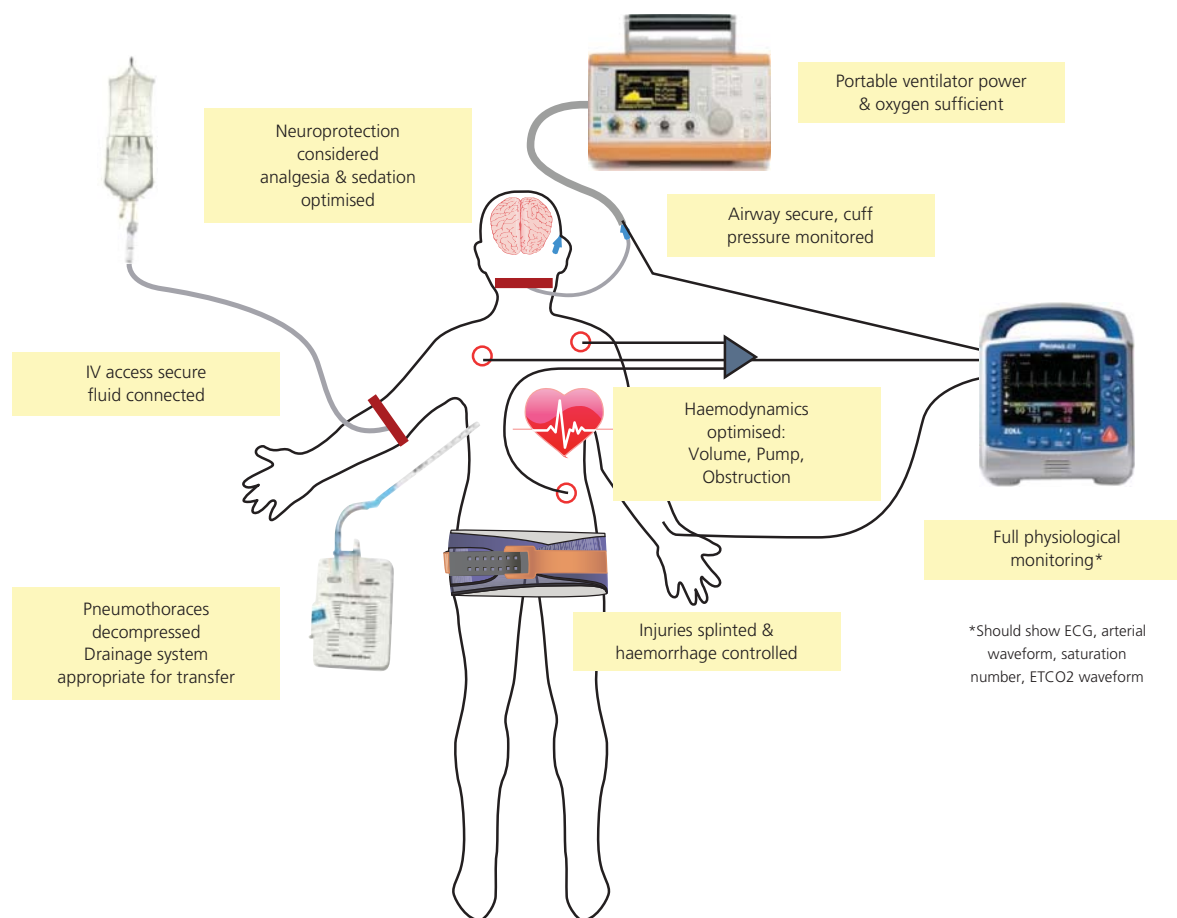 Portable ventilator power
& oxygen sufficient
Neuroprotection
considered
analgesia & sedation
optimised
Airway secure, cuff
pressure monitored
IV access secure
fluid connected
Haemodynamics
optimised:
Volume, Pump,
Obstruction
ZOLL
Full physiological
monitoring*
Pneumothoraces
decompressed
Drainage system
appropriate for transfer
Injuries splinted &
haemorrhage controlled
*Should show ECG, arterial
waveform, saturation
number, ETCO2 waveform